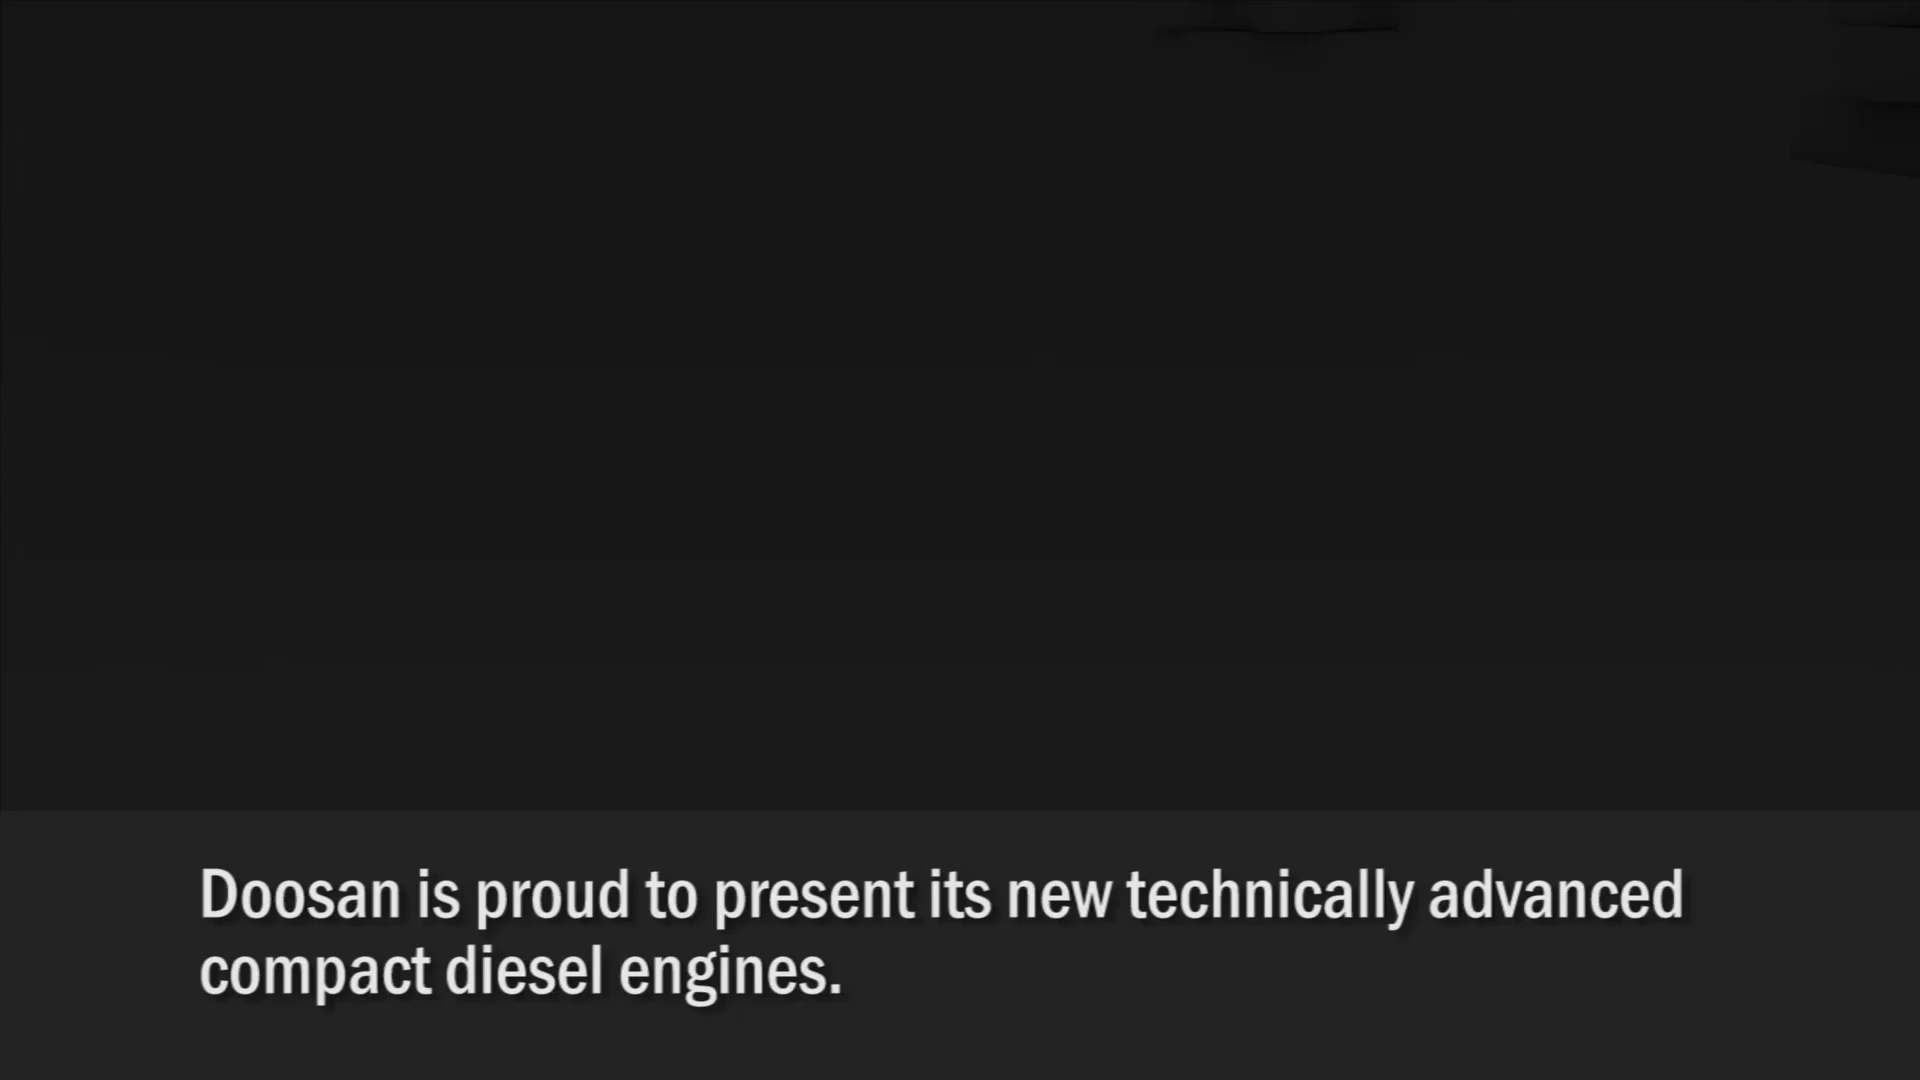 Doosan is proud to present its new technically advanced
compact diesel engines.